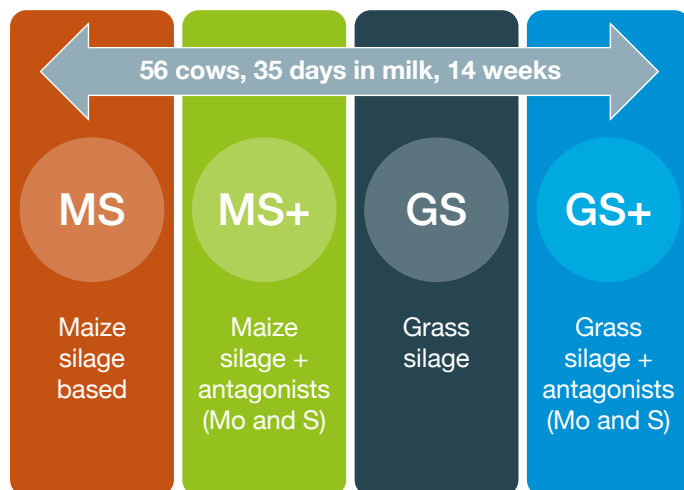 56 cows, 35 days in milk, 14 weeks
MS
MS+
GS
GS+
Maize
silage
based
Maize
silage +
antagonists
(Mo and S)
Grass
silage
Grass
silage +
antagonists
(Mo and S)